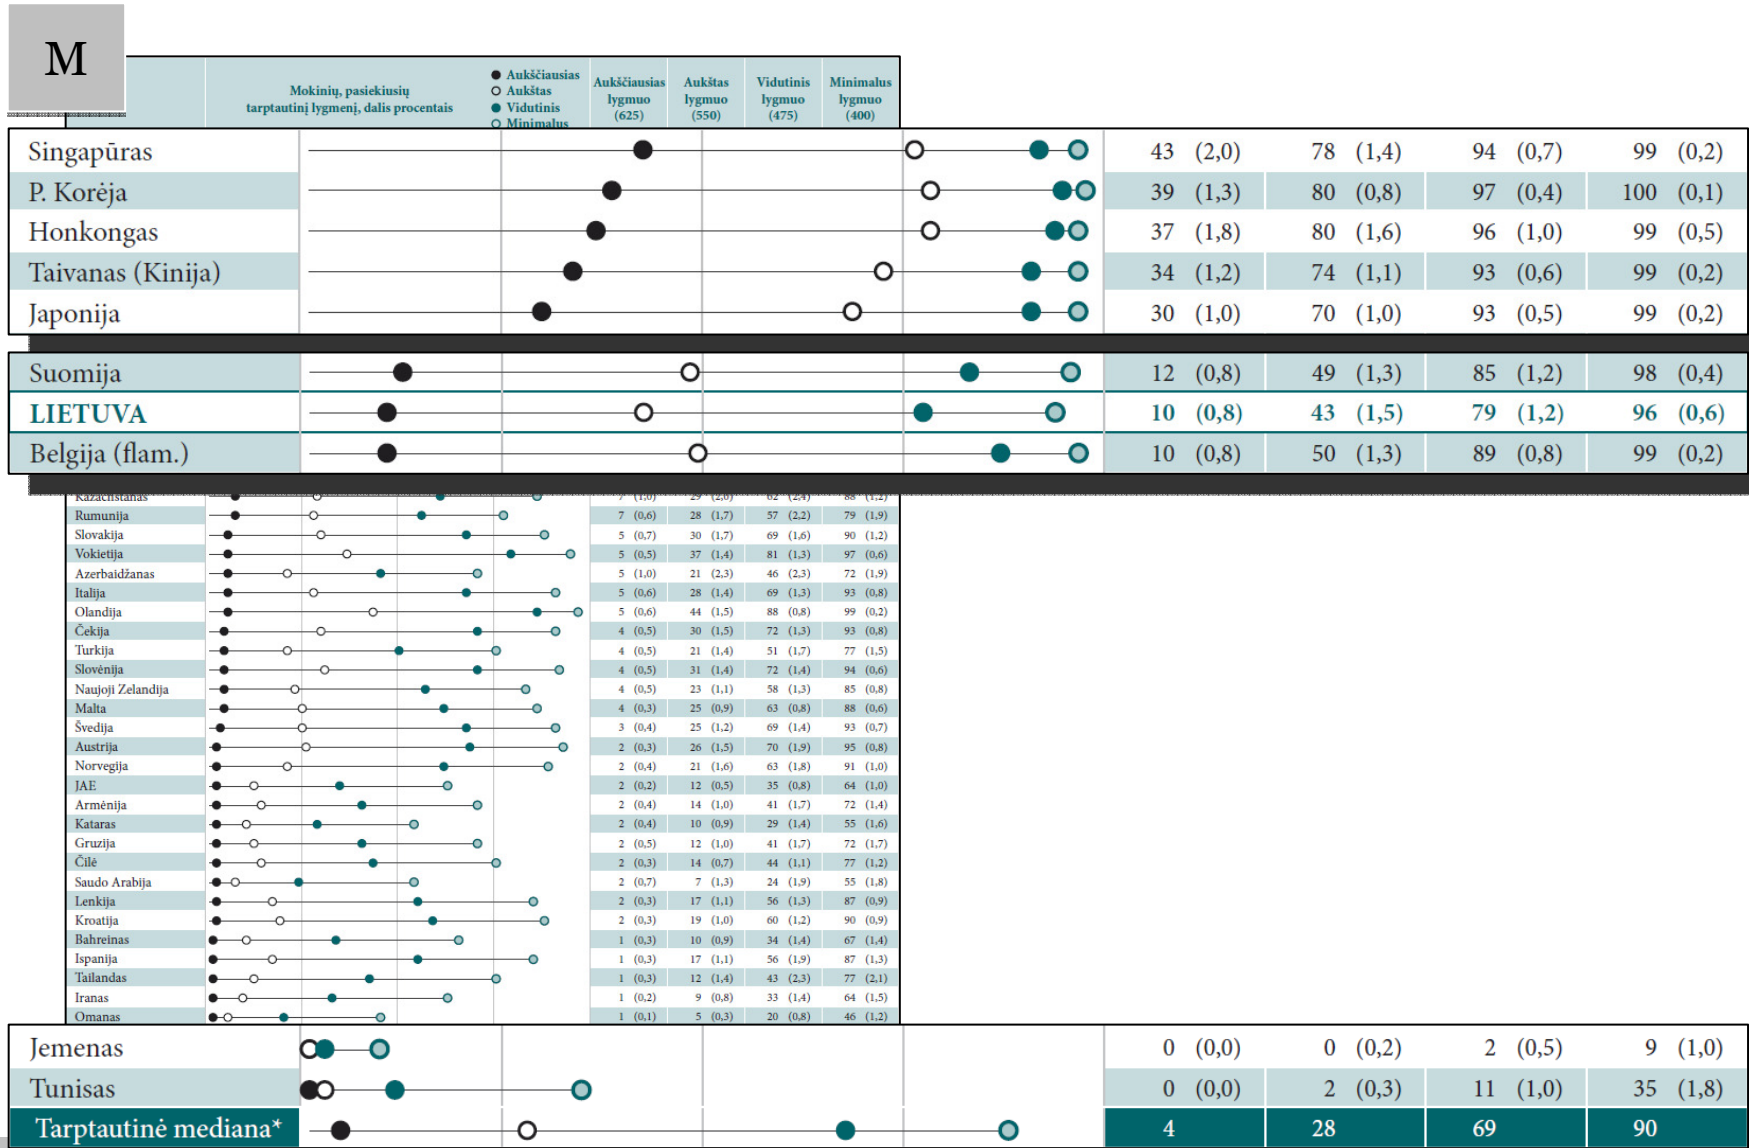 M
Mokinių, pasiekusių
tarptautinį lygmenį, dalis procentais
● Aukščiausias
○ Aukštas
● Vidutinis
○ Minimalus
Aukščiausias
lygmuo
(625)
Aukštas
lygmuo
(550)
Vidutinis
lygmuo
(475)
Minimalus
lygmuo
(400)
Singapūras 43 (2,0) 78 (1,4) 94 (0,7) 99 (0,2)
P. Korėja 39 (1,3) 80 (0,8) 97 (0,4) 100 (0,1)
Honkongas 37 (1,8) 80 (1,6) 96 (1,0) 99 (0,5)
Taivanas (Kinija) 34 (1,2) 74 (1,1) 93 (0,6) 99 (0,2)
Japonija 30 (1,0) 70 (1,0) 93 (0,5) 99 (0,2)
Suomija 12 (0,8) 49 (1,3) 85 (1,2) 98 (0,4)
LIETUVA 10 (0,8) 43 (1,5) 79 (1,2) 96 (0,6)
Belgija (flam.) 10 (0,8) 50 (1,3) 89 (0,8) 99 (0,2)
Kazachstanas 7 (1,0) 29 (2,0) 62 (2,4) 88 (1,2)
Rumunija 7 (0,6) 28 (1,7) 57 (2,2) 79 (1,9)
Slovakija 5 (0,7) 30 (1,7) 69 (1,6) 90 (1,2)
Vokietija 5 (0,5) 37 (1,4) 81 (1,3) 97 (0,6)
Azerbaidžanas 5 (1,0) 21 (2,3) 46 (2,3) 72 (1,9)
Italija 5 (0,6) 28 (1,4) 69 (1,3) 93 (0,8)
Olandija 5 (0,6) 44 (1,5) 88 (0,8) 99 (0,2)
Čekija 4 (0,5) 30 (1,5) 72 (1,3) 93 (0,8)
Turkija 4 (0,5) 21 (1,4) 51 (1,7) 77 (1,5)
Slovėnija 4 (0,5) 31 (1,4) 72 (1,4) 94 (0,6)
Naujoji Zelandija 4 (0,5) 23 (1,1) 58 (1,3) 85 (0,8)
Malta 4 (0,3) 25 (0,9) 63 (0,8) 88 (0,6)
Švedija 3 (0,4) 25 (1,2) 69 (1,4) 93 (0,7)
Austrija 2 (0,3) 26 (1,5) 70 (1,9) 95 (0,8)
Norvegija 2 (0,4) 21 (1,6) 63 (1,8) 91 (1,0)
JAE 2 (0,2) 12 (0,5) 35 (0,8) 64 (1,0)
Armėnija 2 (0,4) 14 (1,0) 41 (1,7) 72 (1,4)
Kataras 2 (0,4) 10 (0,9) 29 (1,4) 55 (1,6)
Gruzija 2 (0,5) 12 (1,0) 41 (1,7) 72 (1,7)
Čilė 2 (0,3) 14 (0,7) 44 (1,1) 77 (1,2)
Saudo Arabija 2 (0,7) 7 (1,3) 24 (1,9) 55 (1,8)
Lenkija 2 (0,3) 17 (1,1) 56 (1,3) 87 (0,9)
Kroatija 2 (0,3) 19 (1,0) 60 (1,2) 90 (0,9)
Bahreinas 1 (0,3) 10 (0,9) 34 (1,4) 67 (1,4)
Ispanija 1 (0,3) 17 (1,1) 56 (1,9) 87 (1,3)
Tailandas 1 (0,3) 12 (1,4) 43 (2,3) 77 (2,1)
Iranas 1 (0,2) 9 (0,8) 33 (1,4) 64 (1,5)
Omanas 1 (0,1) 5 (0,3) 20 (0,8) 46 (1,2)
Jemenas 0 (0,0) 0 (0,2) 2 (0,5) 9 (1,0)
Tunisas 0 (0,0) 2 (0,3) 11 (1,0) 35 (1,8)
Tarptautinė mediana* 4 28 69 90